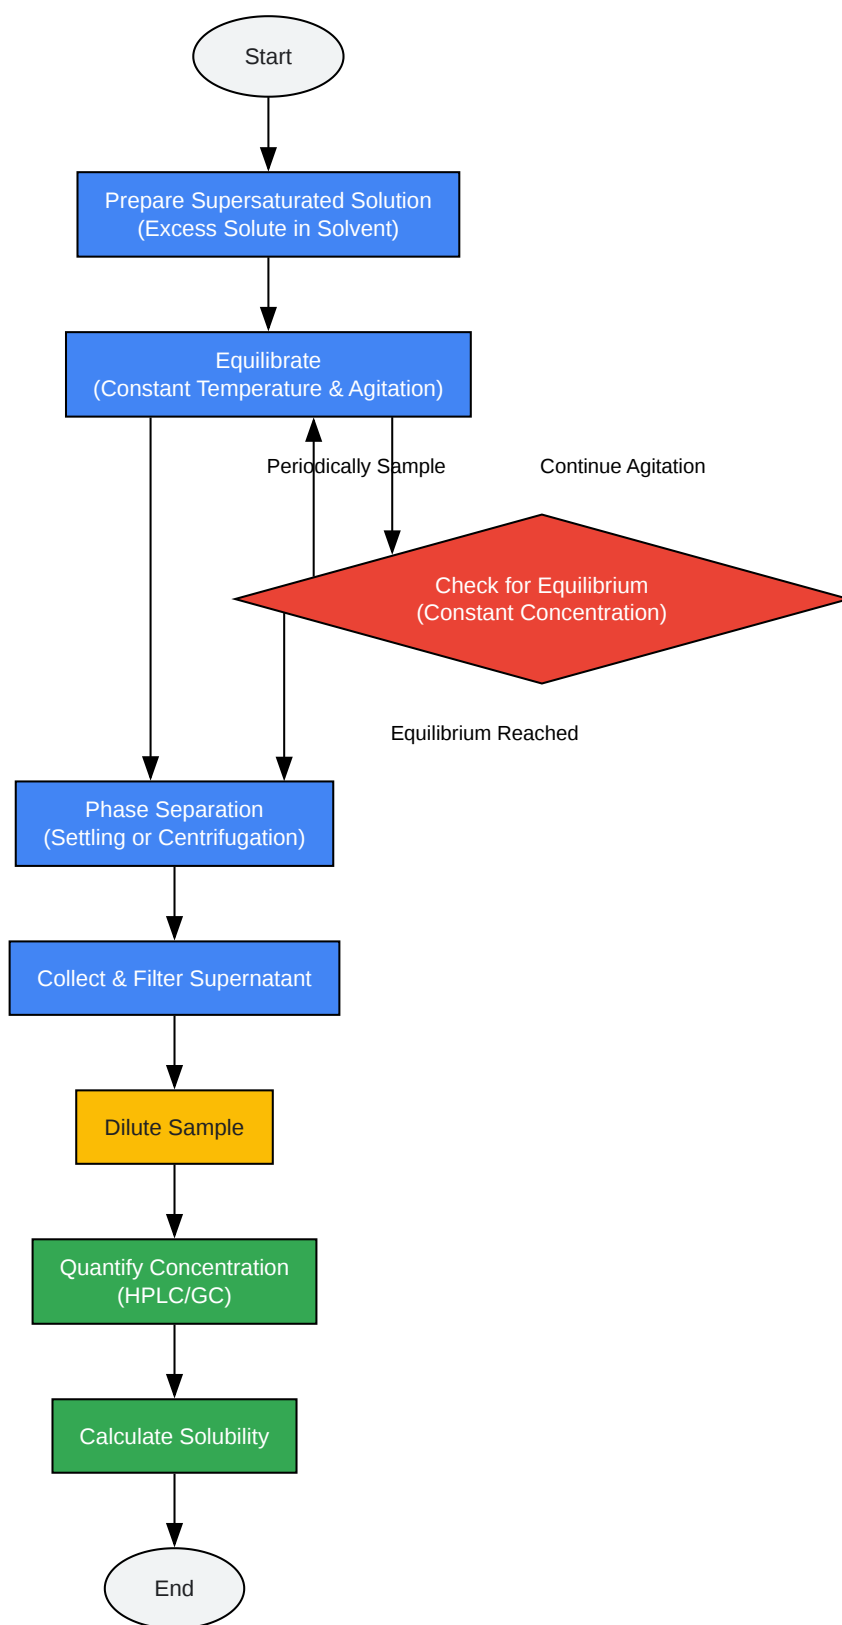 Start
Prepare Supersaturated Solution
(Excess Solute in Solvent)
Equilibrate
(Constant Temperature & Agitation)
Periodically Sample
Continue Agitation
Check for Equilibrium
(Constant Concentration)
Equilibrium Reached
Phase Separation
(Settling or Centrifugation)
Collect & Filter Supernatant
Dilute Sample
Quantify Concentration
(HPLC/GC)
Calculate Solubility
End